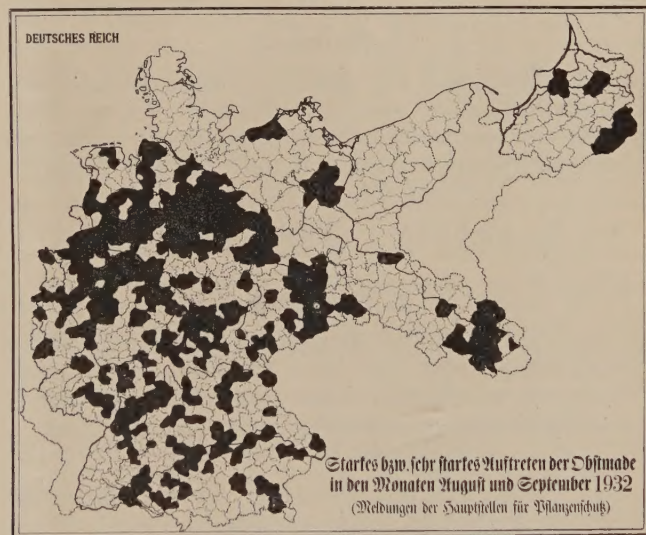 DEUTSCHES REICH
Starkes bzw. sehr starkes Auftreten der Obstmade
in den Monaten August und September 1932
(Meldungen der Hauptstellen für Pflanzenschutz)